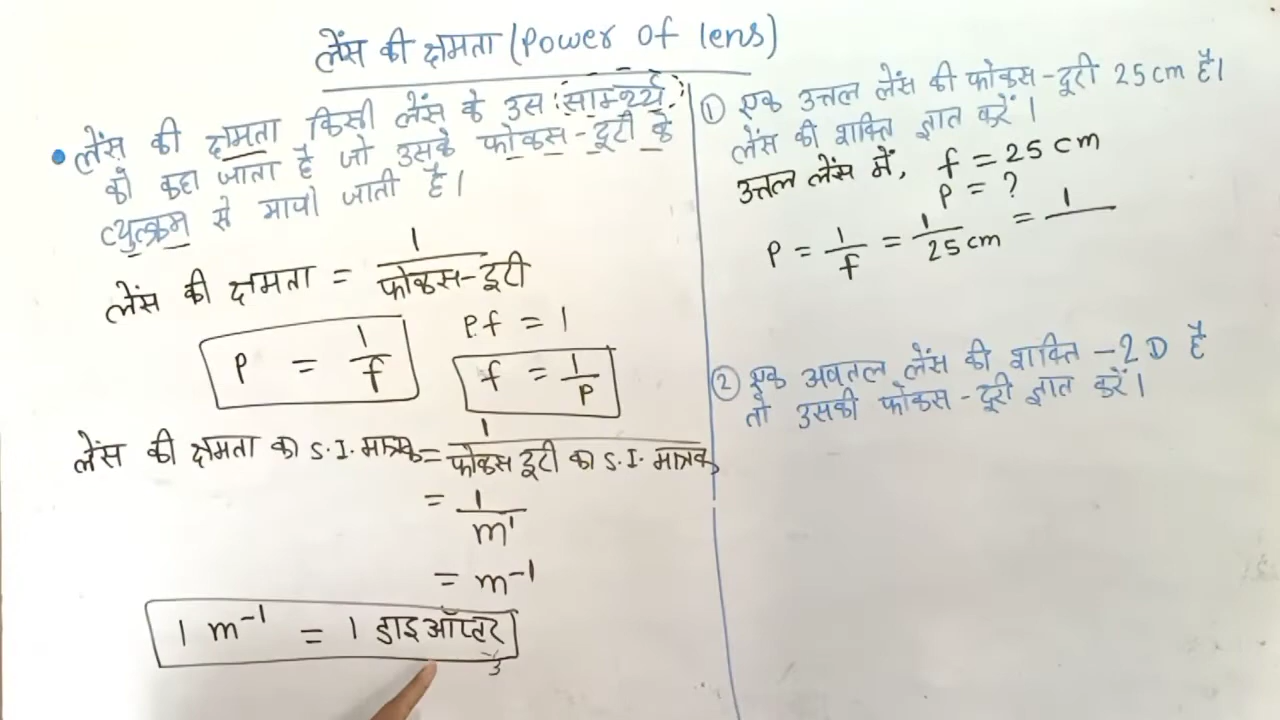 लेंस की क्षमता (Power of lens)
लेंस की क्षमता किसी लेंस के उस सामर्थ्य
को कहा जाता है जो उसके फोकस-दूरी के
व्युत्क्रम से मापी जाती है।
लेंस की क्षमता = 1/फोकस-दूरी
P = 1/f
P.f = 1
f = 1/P
लेंस की क्षमता का S.I. मात्रक = 1/फोकस दूरी का S.I. मात्रक
= 1/m¹
= m⁻¹
1 m⁻¹ = 1 डाइऑप्टर
① एक उत्तल लेंस की फोकस-दूरी 25 cm है।
लेंस की शक्ति ज्ञात करें।
उत्तल लेंस में, f = 25 cm
P = ?
P = 1/f = 1/25 cm = 1/
② एक अवतल लेंस की शक्ति -2 D है
तो उसकी फोकस-दूरी ज्ञात करें।